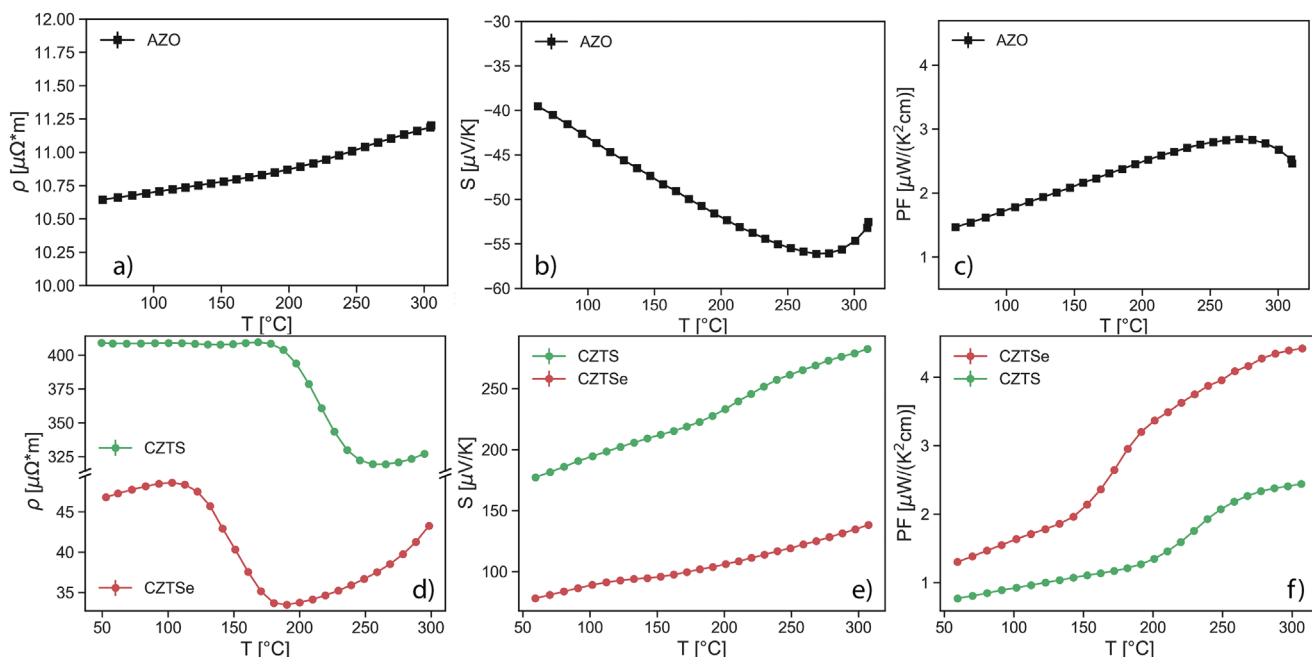 12.00
11.75
11.50
11.25
11.00
10.75
10.50
10.25
10.00
ρ [μΩ*m]
AZO
a)
100
150
200
250
300
T [°C]
−30
−40
−45
−50
−55
−60
S [μV/K]
AZO
b)
100
150
200
250
300
T [°C]
4
3
2
1
PF [μW/(K²cm)]
AZO
c)
100
150
200
250
300
T [°C]
400
375
350
325
45
40
35
ρ [μΩ*m]
CZTS
CZTSe
d)
50
100
150
200
250
300
T [°C]
250
200
150
100
S [μV/K]
CZTS
CZTSe
e)
50
100
150
200
250
300
T [°C]
4
3
2
1
PF [μW/(K²cm)]
CZTSe
CZTS
f)
50
100
150
200
250
300
T [°C]